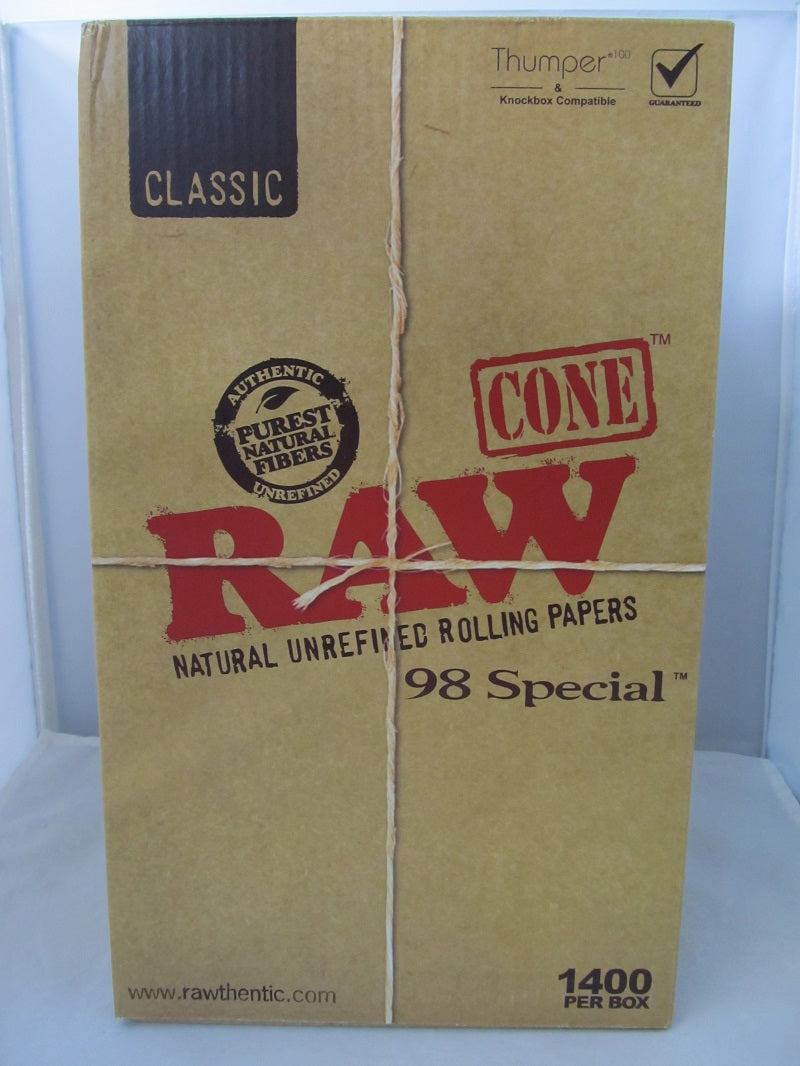 CLASSIC
Thumper®100
&
Knockbox Compatible
GUARANTEED
AUTHENTIC
PUREST
NATURAL
FIBERS
UNREFINED
CONE™
RAW
NATURAL UNREFINED ROLLING PAPERS
98 Special™
www.rawthentic.com
1400
PER BOX